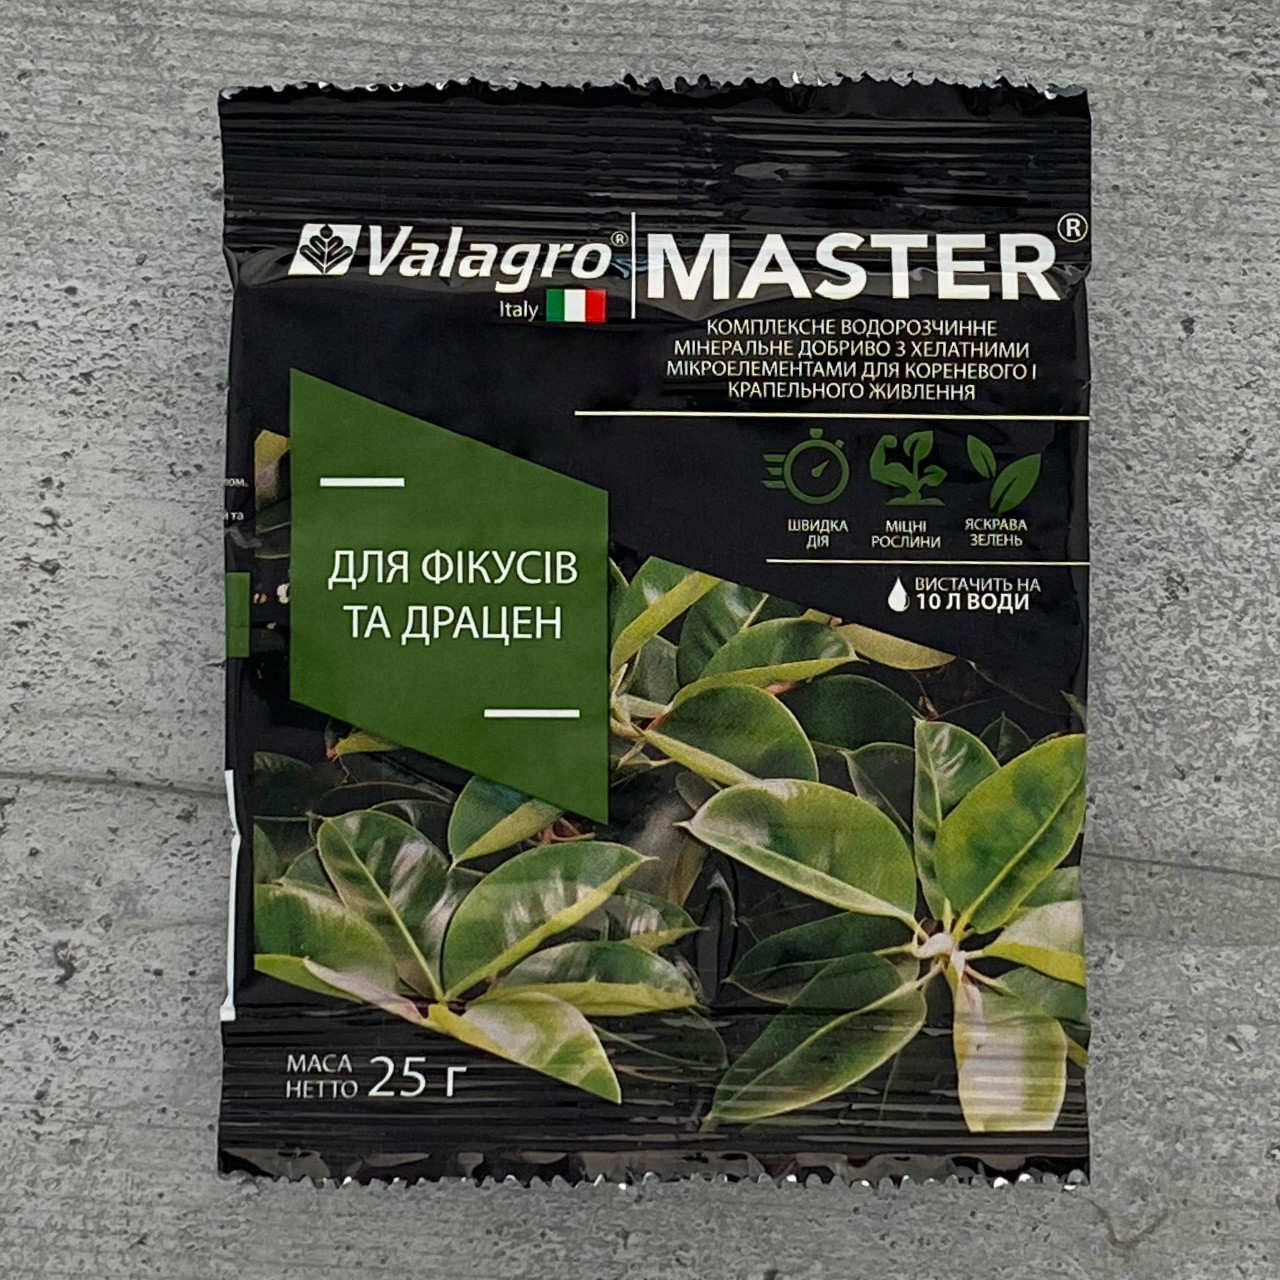 Valagro®
Italy
MASTER®
КОМПЛЕКСНЕ ВОДОРОЗЧИННЕ
МІНЕРАЛЬНЕ ДОБРИВО З ХЕЛАТНИМИ
МІКРОЕЛЕМЕНТАМИ ДЛЯ КОРЕНЕВОГО І
КРАПЕЛЬНОГО ЖИВЛЕННЯ
ШВИДКА
ДІЯ
МІЦНІ
РОСЛИНИ
ЯСКРАВА
ЗЕЛЕНЬ
ВИСТАЧИТЬ НА
10 Л ВОДИ
ДЛЯ ФІКУСІВ
ТА ДРАЦЕН
МАСА
НЕТТО 25 г